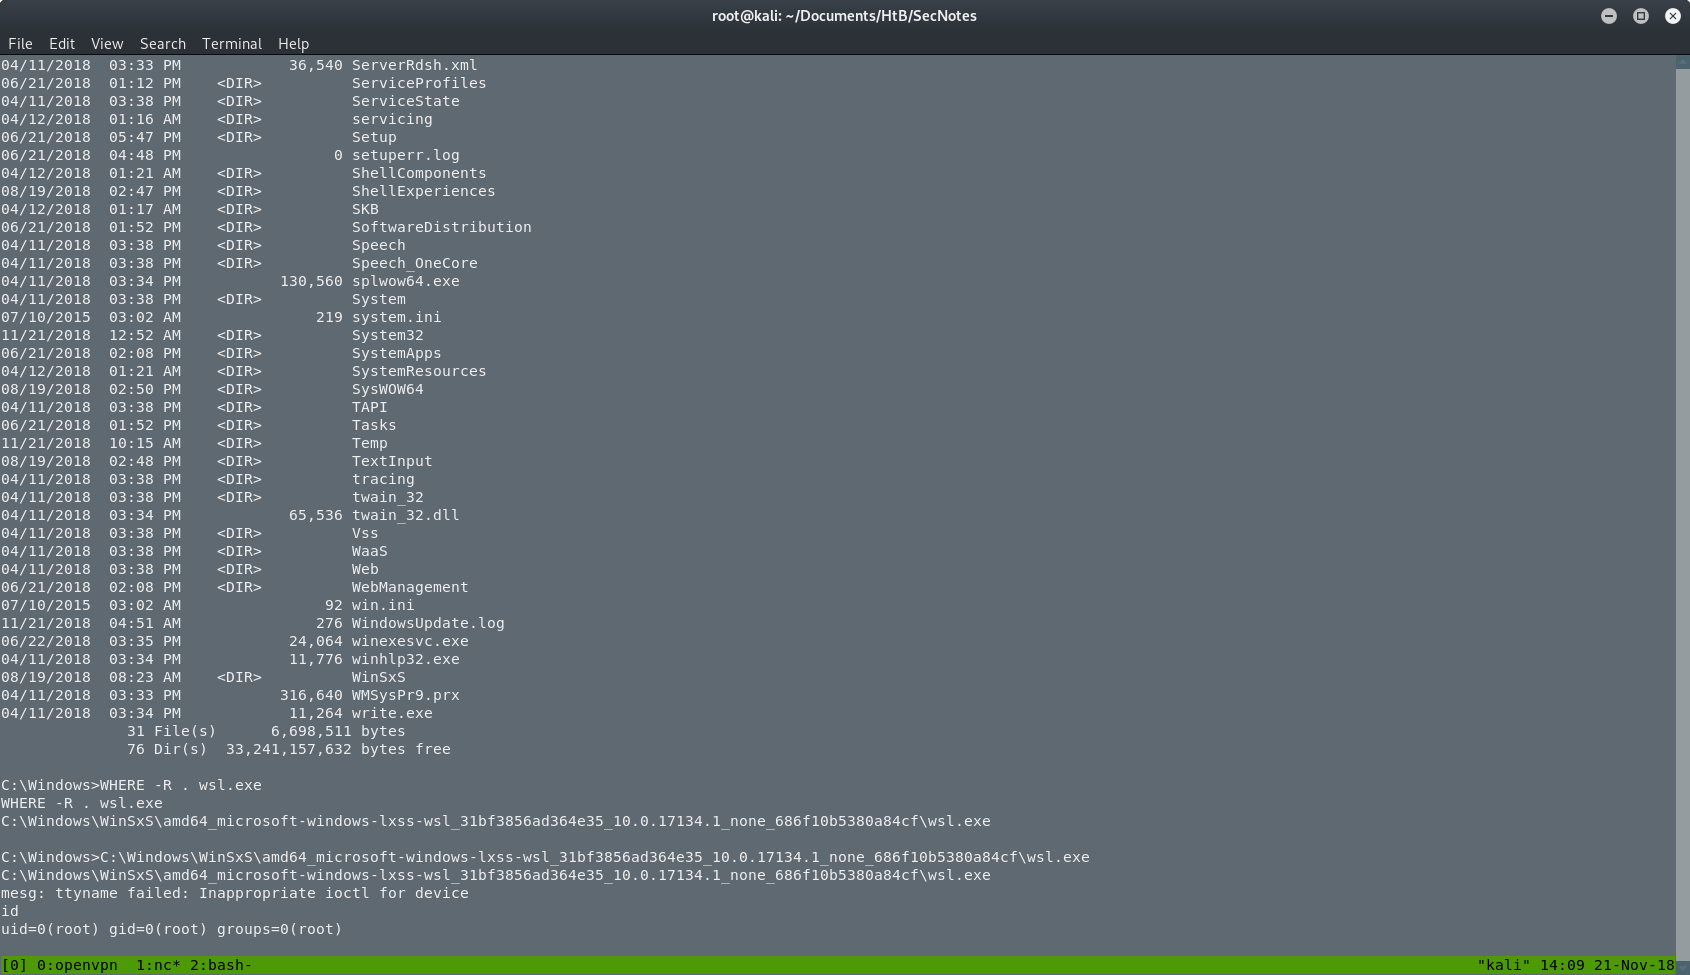 root@kali: ~/Documents/HtB/SecNotes
File Edit View Search Terminal Help
04/11/2018  03:33 PM            36,540 ServerRdsh.xml
06/21/2018  01:12 PM    <DIR>          ServiceProfiles
04/11/2018  03:38 PM    <DIR>          ServiceState
04/12/2018  01:16 AM    <DIR>          servicing
06/21/2018  05:47 PM    <DIR>          Setup
06/21/2018  04:48 PM                 0 setuperr.log
04/12/2018  01:21 AM    <DIR>          ShellComponents
08/19/2018  02:47 PM    <DIR>          ShellExperiences
04/12/2018  01:17 AM    <DIR>          SKB
06/21/2018  01:52 PM    <DIR>          SoftwareDistribution
04/11/2018  03:38 PM    <DIR>          Speech
04/11/2018  03:38 PM    <DIR>          Speech_OneCore
04/11/2018  03:34 PM           130,560 splwow64.exe
04/11/2018  03:38 PM    <DIR>          System
07/10/2015  03:02 AM               219 system.ini
11/21/2018  12:52 AM    <DIR>          System32
06/21/2018  02:08 PM    <DIR>          SystemApps
04/12/2018  01:21 AM    <DIR>          SystemResources
08/19/2018  02:50 PM    <DIR>          SysWOW64
04/11/2018  03:38 PM    <DIR>          TAPI
06/21/2018  01:52 PM    <DIR>          Tasks
11/21/2018  10:15 AM    <DIR>          Temp
08/19/2018  02:48 PM    <DIR>          TextInput
04/11/2018  03:38 PM    <DIR>          tracing
04/11/2018  03:38 PM    <DIR>          twain_32
04/11/2018  03:34 PM            65,536 twain_32.dll
04/11/2018  03:38 PM    <DIR>          Vss
04/11/2018  03:38 PM    <DIR>          WaaS
04/11/2018  03:38 PM    <DIR>          Web
06/21/2018  02:08 PM    <DIR>          WebManagement
07/10/2015  03:02 AM                92 win.ini
11/21/2018  04:51 AM               276 WindowsUpdate.log
06/22/2018  03:35 PM            24,064 winexesvc.exe
04/11/2018  03:34 PM            11,776 winhlp32.exe
08/19/2018  08:23 AM    <DIR>          WinSxS
04/11/2018  03:33 PM           316,640 WMSysPr9.prx
04/11/2018  03:34 PM            11,264 write.exe
31 File(s)      6,698,511 bytes
76 Dir(s)  33,241,157,632 bytes free
C:\Windows>WHERE -R . wsl.exe
WHERE -R . wsl.exe
C:\Windows\WinSxS\amd64_microsoft-windows-lxss-wsl_31bf3856ad364e35_10.0.17134.1_none_686f10b5380a84cf\wsl.exe
C:\Windows>C:\Windows\WinSxS\amd64_microsoft-windows-lxss-wsl_31bf3856ad364e35_10.0.17134.1_none_686f10b5380a84cf\wsl.exe
C:\Windows\WinSxS\amd64_microsoft-windows-lxss-wsl_31bf3856ad364e35_10.0.17134.1_none_686f10b5380a84cf\wsl.exe
mesg: ttyname failed: Inappropriate ioctl for device
id
uid=0(root) gid=0(root) groups=0(root)
[0] 0:openvpn  1:nc* 2:bash-  "kali" 14:09 21-Nov-18